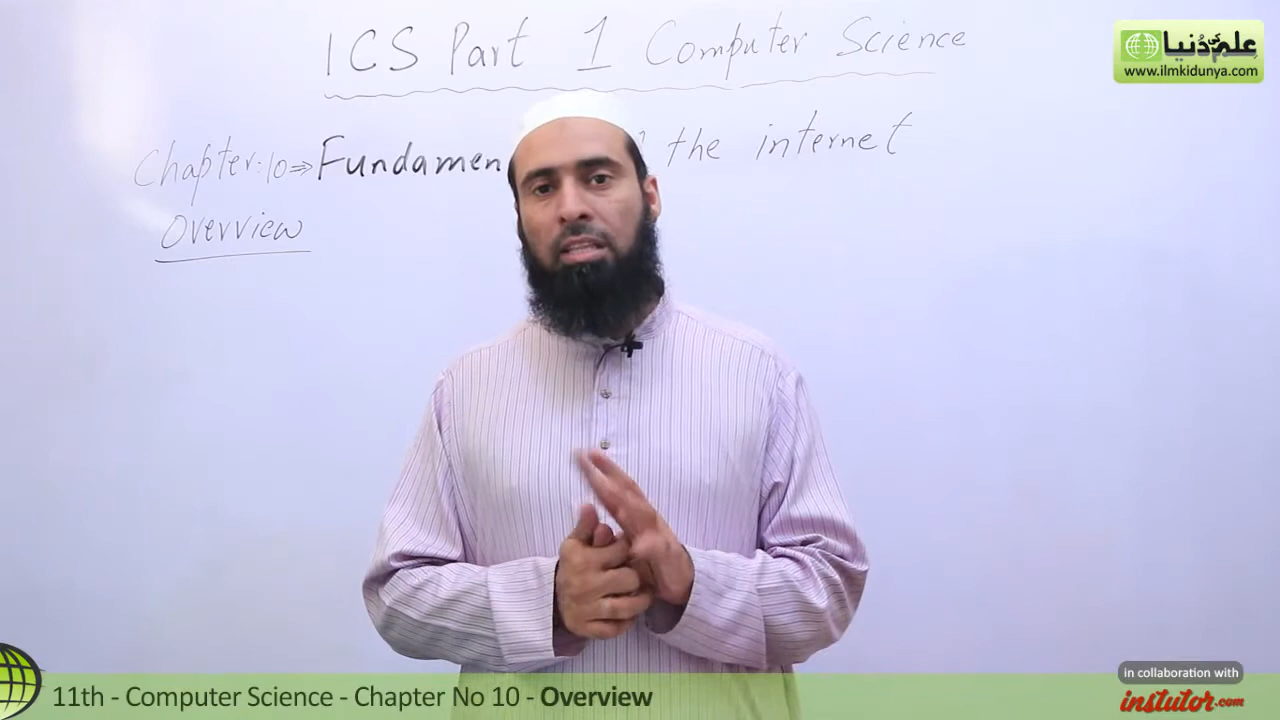 ICS Part 1 Computer Science
علم کی دُنیا
www.ilmkidunya.com
Chapter:10⇒Fundamen the internet
Overview
11th - Computer Science - Chapter No 10 - Overview
in collaboration with
instutor.com